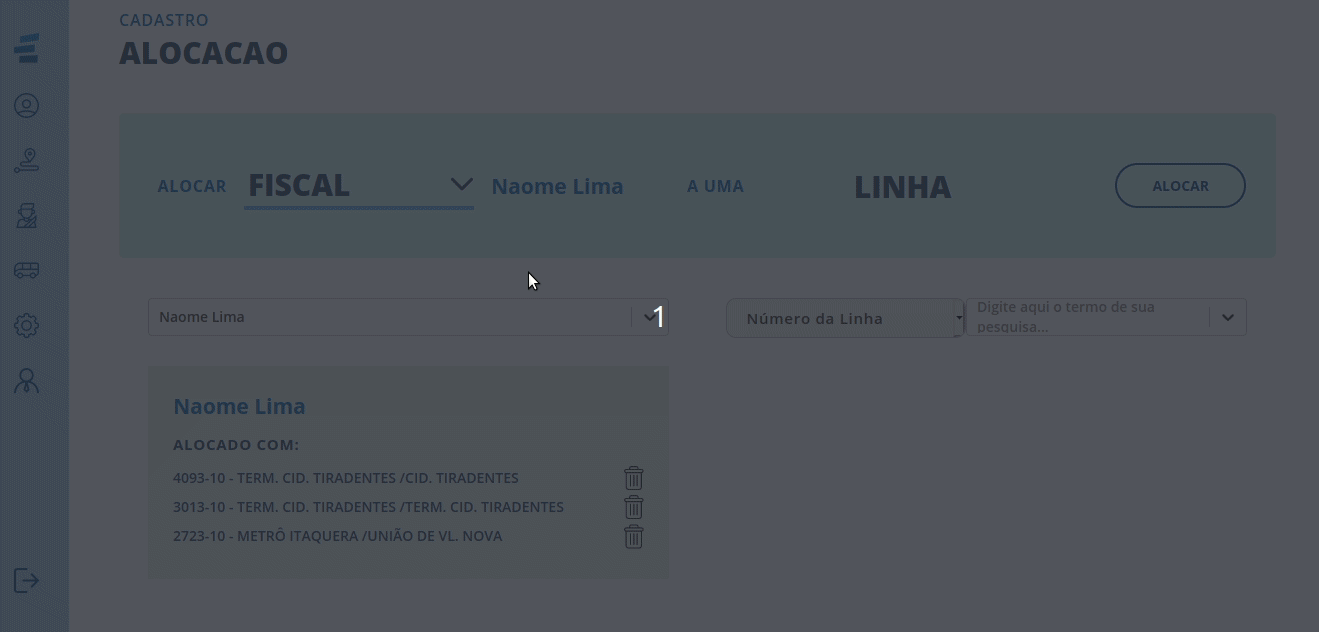 CADASTRO
ALOCACAO
ALOCAR FISCAL Naome Lima A UMA LINHA ALOCAR
Naome Lima
1
Número da Linha
Digite aqui o termo de sua
pesquisa...
Naome Lima
ALOCADO COM:
4093-10 - TERM. CID. TIRADENTES /CID. TIRADENTES
3013-10 - TERM. CID. TIRADENTES /TERM. CID. TIRADENTES
2723-10 - METRÔ ITAQUERA /UNIÃO DE VL. NOVA